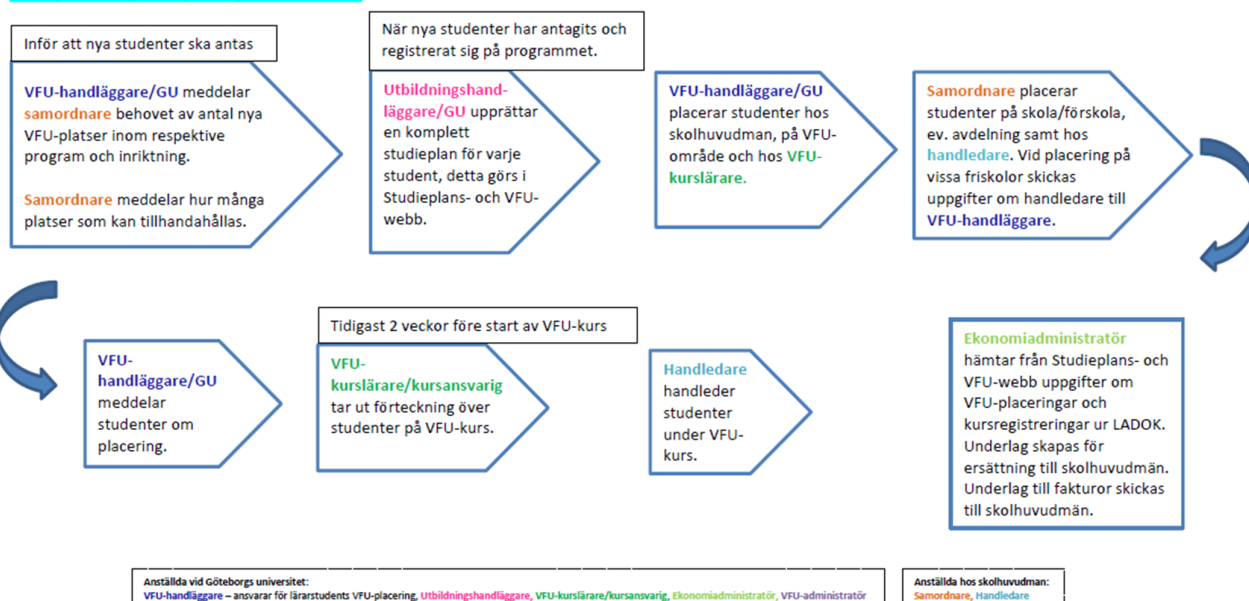 Inför att nya studenter ska antas
VFU-handläggare/GU meddelar
samordnare behovet av antal nya
VFU-platser inom respektive
program och inriktning.
Samordnare meddelar hur många
platser som kan tillhandahållas.
När nya studenter har antagits och
registrerat sig på programmet.
Utbildningshand-
läggare/GU upprättar
en komplett
studieplan för varje
student, detta görs i
Studieplans- och VFU-
webb.
VFU-handläggare/GU
placerar studenter hos
skolhuvudman, på VFU-
område och hos VFU-
kurslärare.
Samordnare placerar
studenter på skola/förskola,
ev. avdelning samt hos
handledare. Vid placering på
vissa friskolor skickas
uppgifter om handledare till
VFU-handläggare.
VFU-
handläggare/GU
meddelar
studenter om
placering.
Tidigast 2 veckor före start av VFU-kurs
VFU-
kurslärare/kursansvarig
tar ut förteckning över
studenter på VFU-kurs.
Handledare
handleder
studenter
under VFU-
kurs.
Ekonomiadministratör
hämtar från Studieplans- och
VFU-webb uppgifter om
VFU-placeringar och
kursregistreringar ur LADOK.
Underlag skapas för
ersättning till skolhuvudmän.
Underlag till fakturor skickas
till skolhuvudmän.
Anställda vid Göteborgs universitet:
VFU-handläggare – ansvarar för lärarstudents VFU-placering, Utbildningshandläggare, VFU-kurslärare/kursansvarig, Ekonomiadministratör, VFU-administratör
Anställda hos skolhuvudman:
Samordnare, Handledare